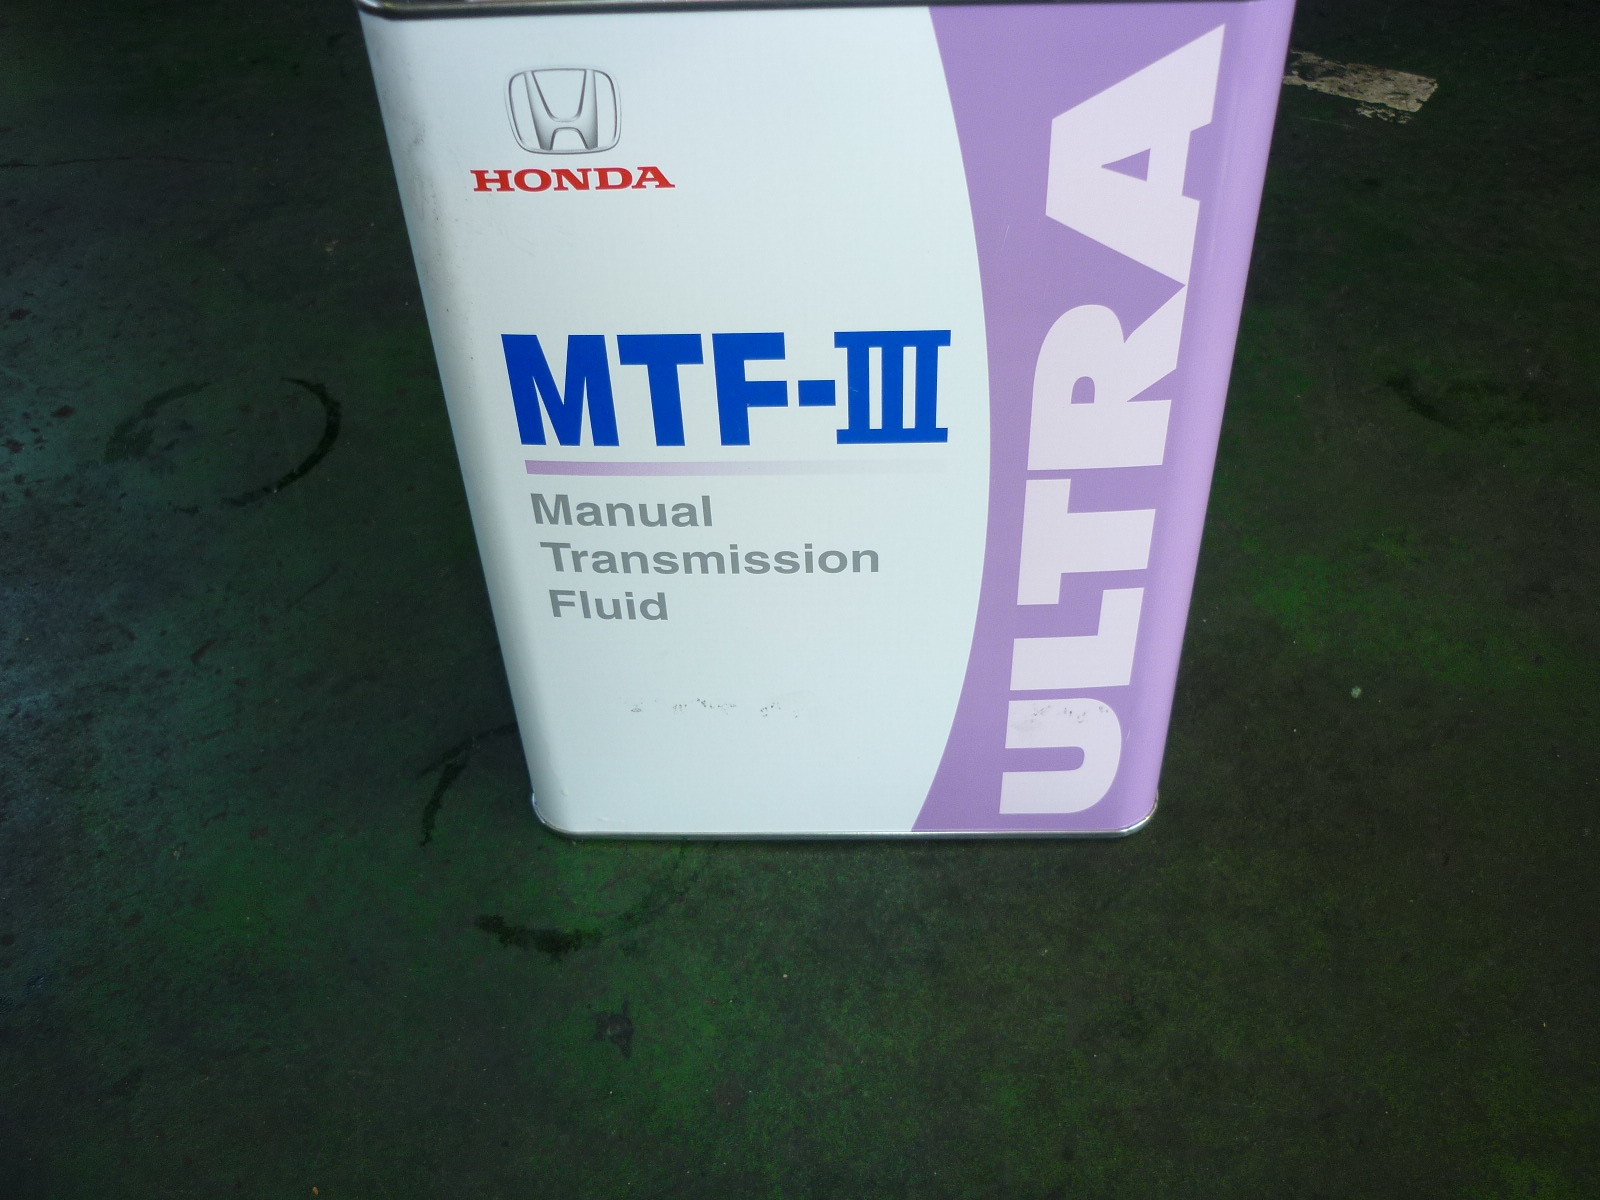 HONDA
MTF-III
Manual
Transmission
Fluid
ULTRA